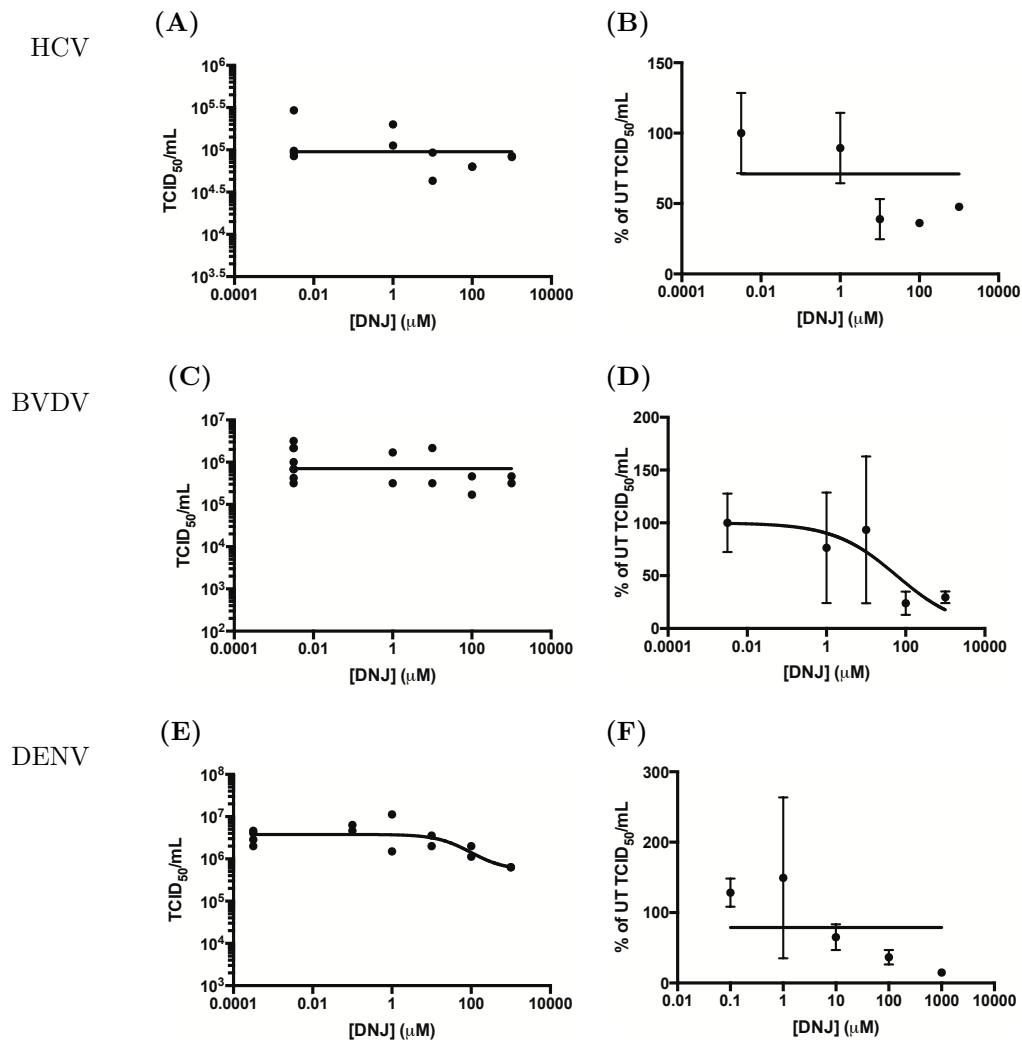 HCV
(A)
TCID50/mL
10^6
10^5.5
10^5
10^4.5
10^4
10^3.5
0.0001 0.01 1 100 10000
[DNJ] (μM)
(B)
% of UT TCID50/mL
150
100
50
0
0.0001 0.01 1 100 10000
[DNJ] (μM)
BVDV
(C)
TCID50/mL
10^7
10^6
10^5
10^4
10^3
10^2
0.0001 0.01 1 100 10000
[DNJ] (μM)
(D)
% of UT TCID50/mL
200
150
100
50
0
0.0001 0.01 1 100 10000
[DNJ] (μM)
DENV
(E)
TCID50/mL
10^8
10^7
10^6
10^5
10^4
10^3
0.0001 0.01 1 100 10000
[DNJ] (μM)
(F)
% of UT TCID50/mL
300
200
100
0
0.01 0.1 1 10 100 1000 10000
[DNJ] (μM)